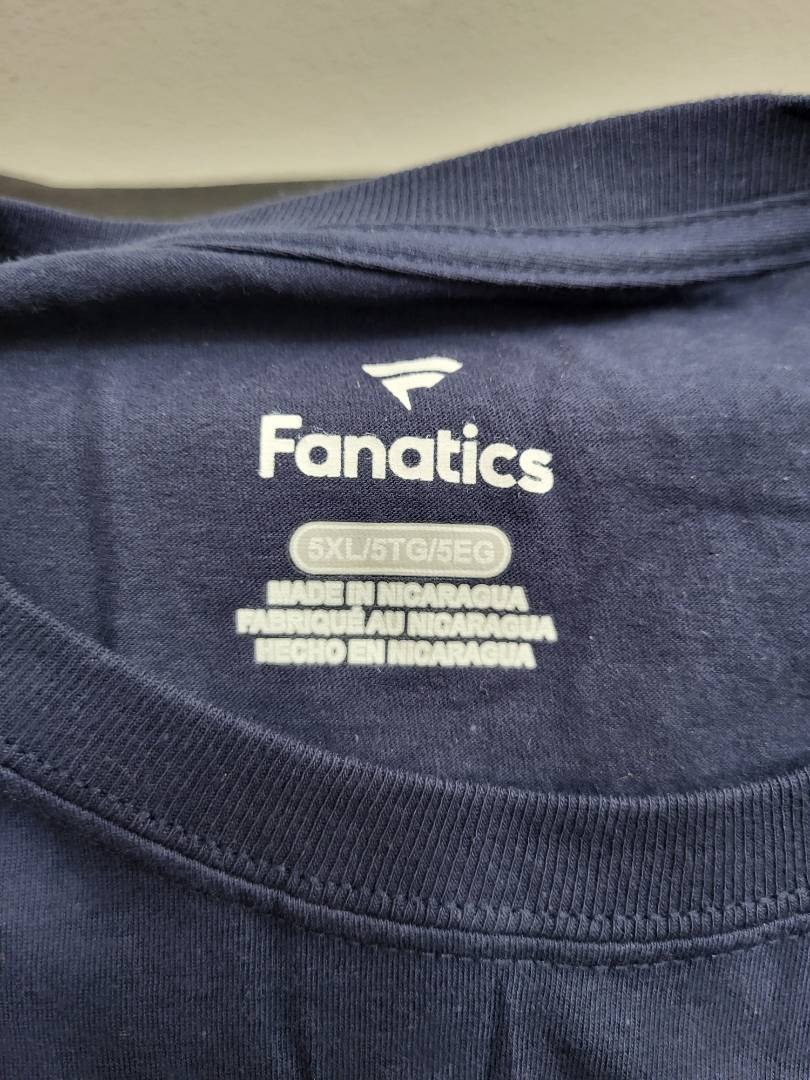 Fanatics
5XL/5TG/5EG
MADE IN NICARAGUA
FABRIQUÉ AU NICARAGUA
HECHO EN NICARAGUA